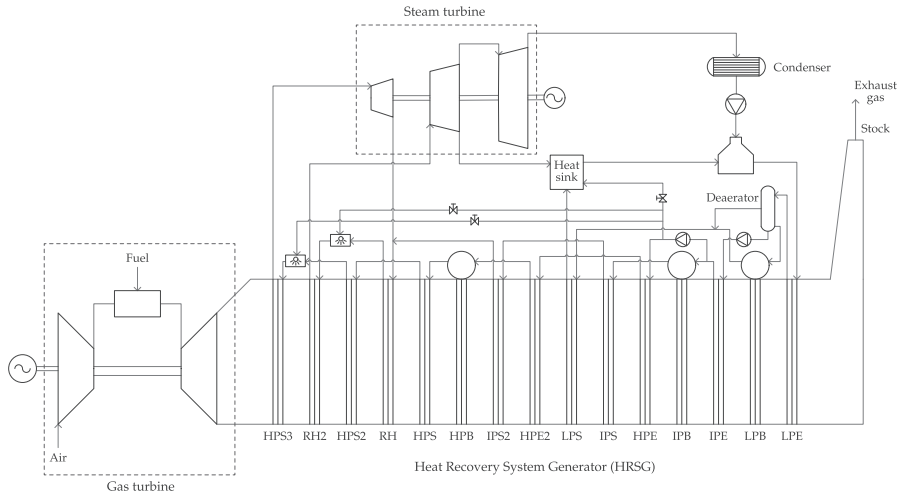 Steam turbine
Condenser
Exhaust
gas
Stock
Heat
sink
Deaerator
Fuel
HPS3 RH2 HPS2 RH HPS HPB IPS2 HPE2 LPS IPS HPE IPB IPE LPB LPE
Air
Heat Recovery System Generator (HRSG)
Gas turbine